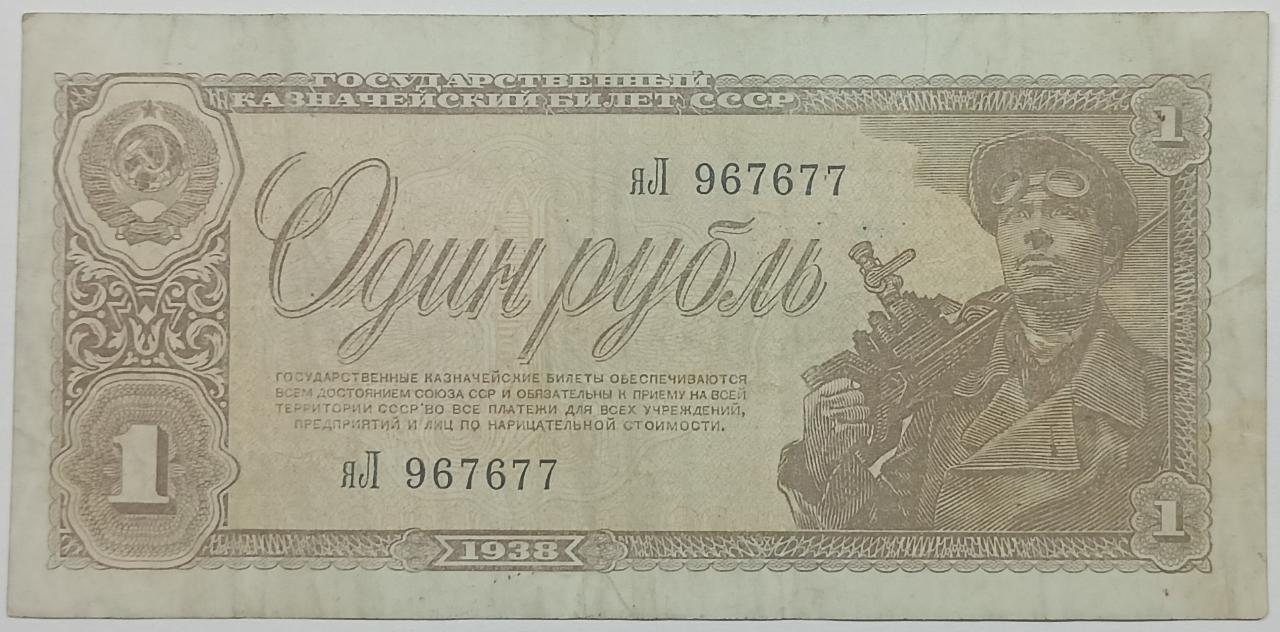 ГОСУДАРСТВЕННЫЙ
КАЗНАЧЕЙСКИЙ БИЛЕТ СССР
1
яЛ 967677
Один рубль
ГОСУДАРСТВЕННЫЕ КАЗНАЧЕЙСКИЕ БИЛЕТЫ ОБЕСПЕЧИВАЮТСЯ
ВСЕМ ДОСТОЯНИЕМ СОЮЗА ССР И ОБЯЗАТЕЛЬНЫ К ПРИЕМУ НА ВСЕЙ
ТЕРРИТОРИИ СССР ВО ВСЕ ПЛАТЕЖИ ДЛЯ ВСЕХ УЧРЕЖДЕНИЙ,
ПРЕДПРИЯТИЙ И ЛИЦ ПО НАРИЦАТЕЛЬНОЙ СТОИМОСТИ.
1
яЛ 967677
1
1938